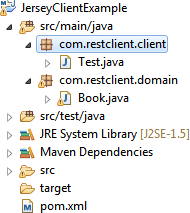 JerseyClientExample
src/main/java
com.restclient.client
Test.java
com.restclient.domain
Book.java
src/test/java
JRE System Library [J2SE-1.5]
Maven Dependencies
src
target
pom.xml